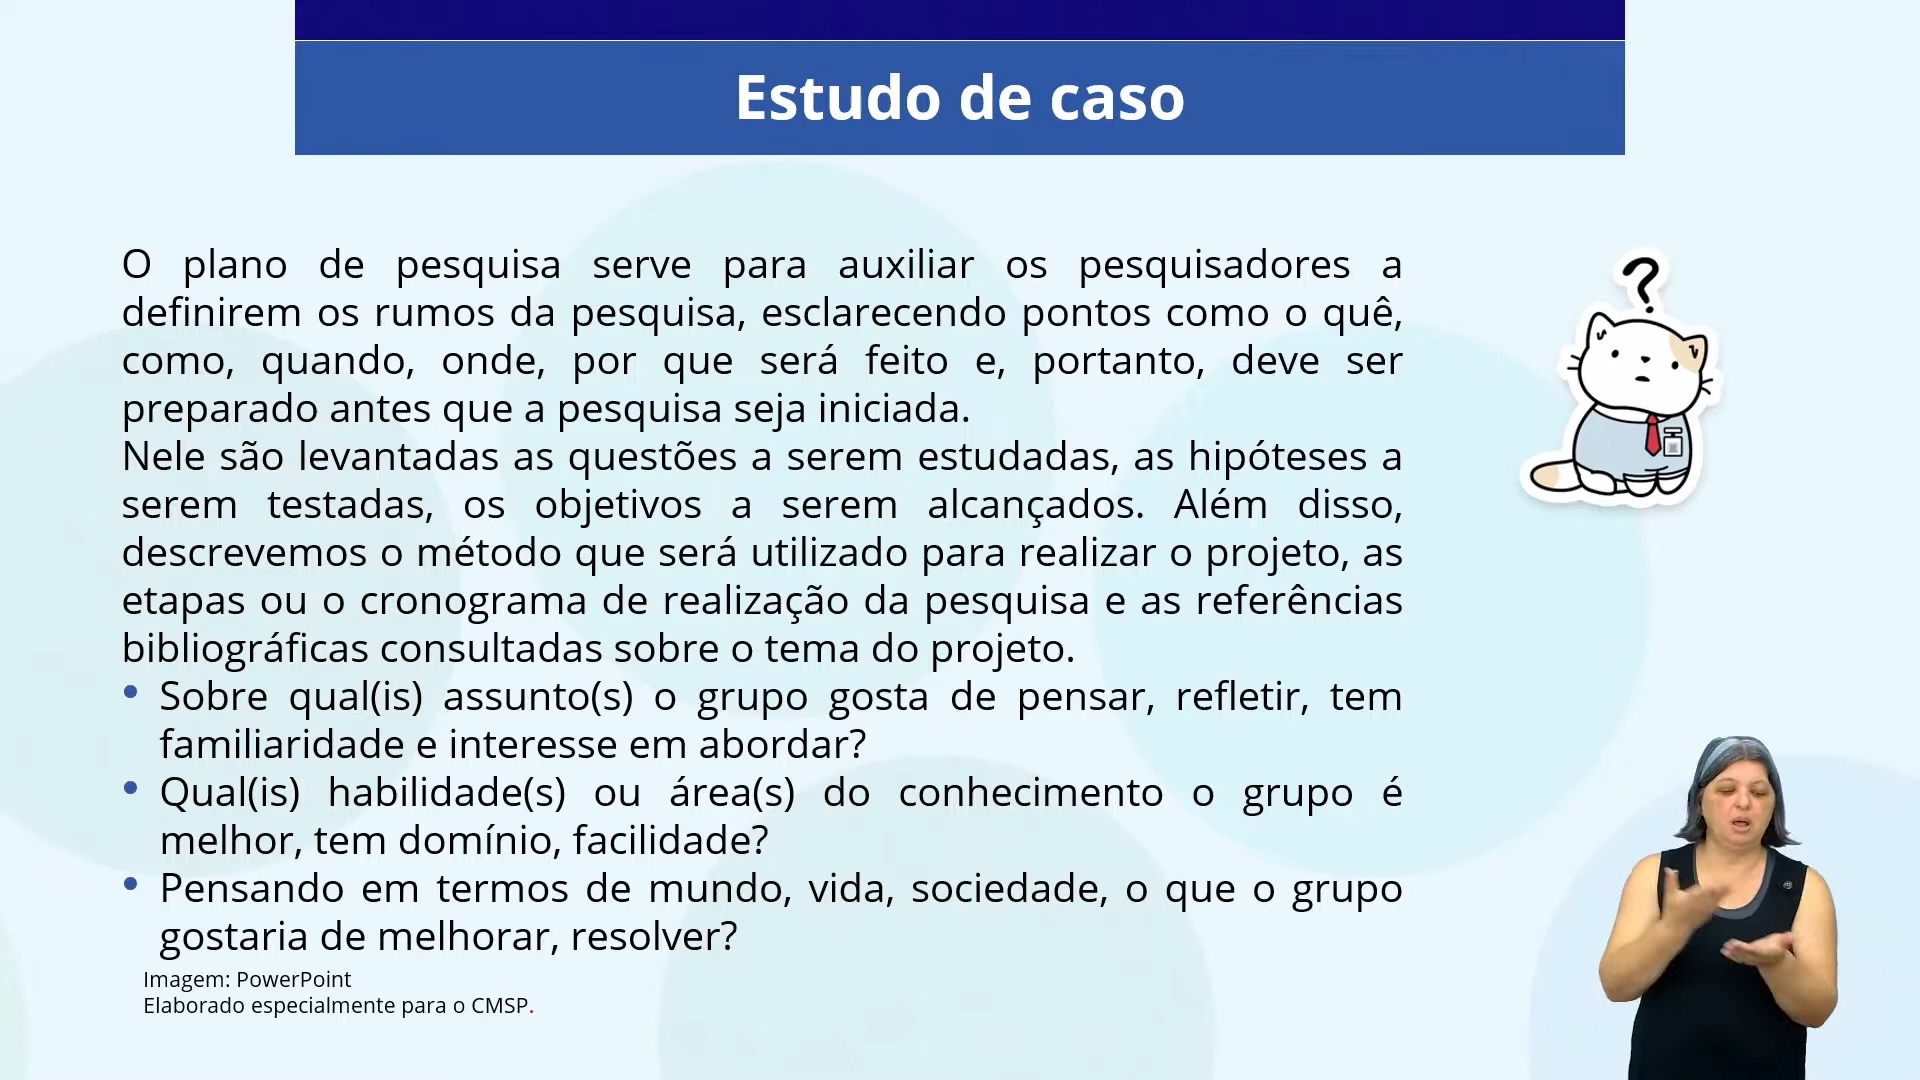 Estudo de caso
O plano de pesquisa serve para auxiliar os pesquisadores a
definirem os rumos da pesquisa, esclarecendo pontos como o quê,
como, quando, onde, por que será feito e, portanto, deve ser
preparado antes que a pesquisa seja iniciada.
Nele são levantadas as questões a serem estudadas, as hipóteses a
serem testadas, os objetivos a serem alcançados. Além disso,
descrevemos o método que será utilizado para realizar o projeto, as
etapas ou o cronograma de realização da pesquisa e as referências
bibliográficas consultadas sobre o tema do projeto.
• Sobre qual(is) assunto(s) o grupo gosta de pensar, refletir, tem
familiaridade e interesse em abordar?
• Qual(is) habilidade(s) ou área(s) do conhecimento o grupo é
melhor, tem domínio, facilidade?
• Pensando em termos de mundo, vida, sociedade, o que o grupo
gostaria de melhorar, resolver?
Imagem: PowerPoint
Elaborado especialmente para o CMSP.
?